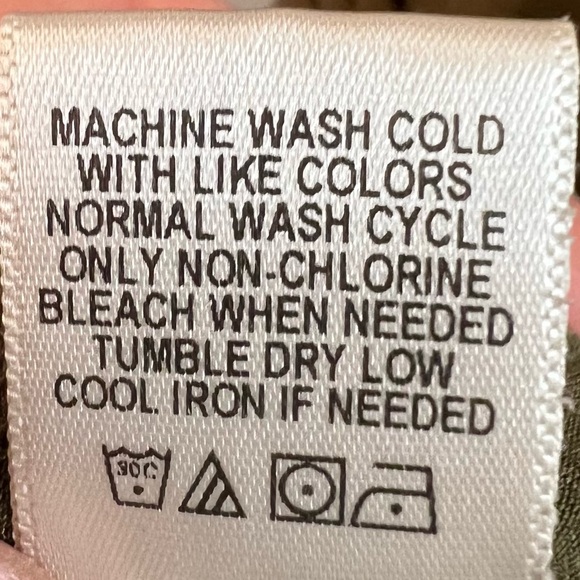 MACHINE WASH COLD
WITH LIKE COLORS
NORMAL WASH CYCLE
ONLY NON-CHLORINE
BLEACH WHEN NEEDED
TUMBLE DRY LOW
COOL IRON IF NEEDED
30C